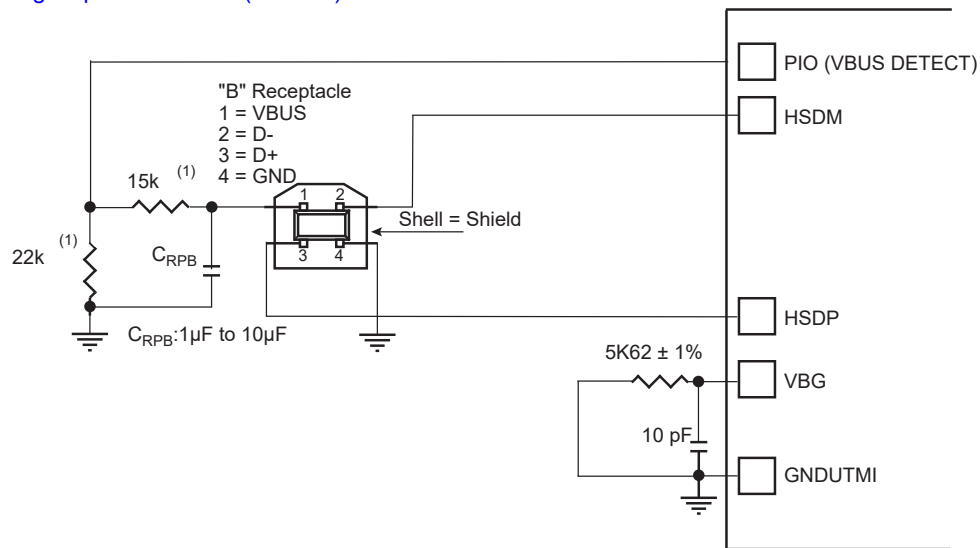 PIO (VBUS DETECT)
"B" Receptacle
1 = VBUS
2 = D-
3 = D+
4 = GND
HSDM
15k (1)
1 2
Shell = Shield
22k (1)
CRPB
3 4
CRPB:1µF to 10µF
HSDP
5K62 ± 1%
VBG
10 pF
GNDUTMI